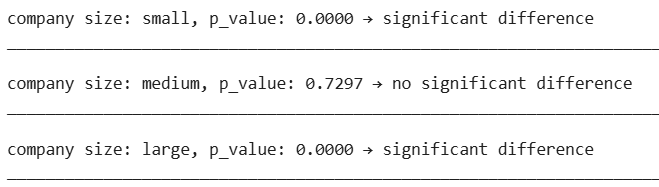 company size: small, p_value: 0.0000 → significant difference
company size: medium, p_value: 0.7297 → no significant difference
company size: large, p_value: 0.0000 → significant difference